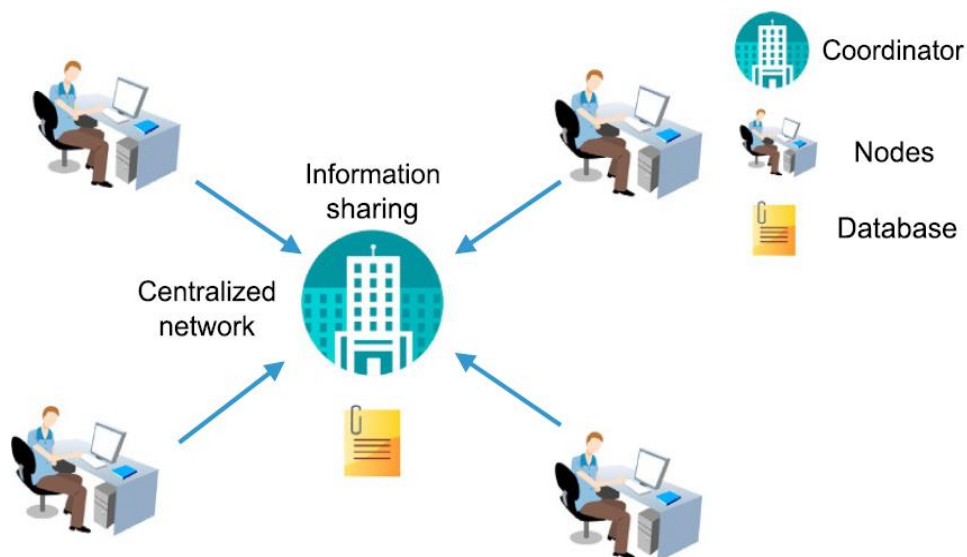 Coordinator
Nodes
Database
Information
sharing
Centralized
network